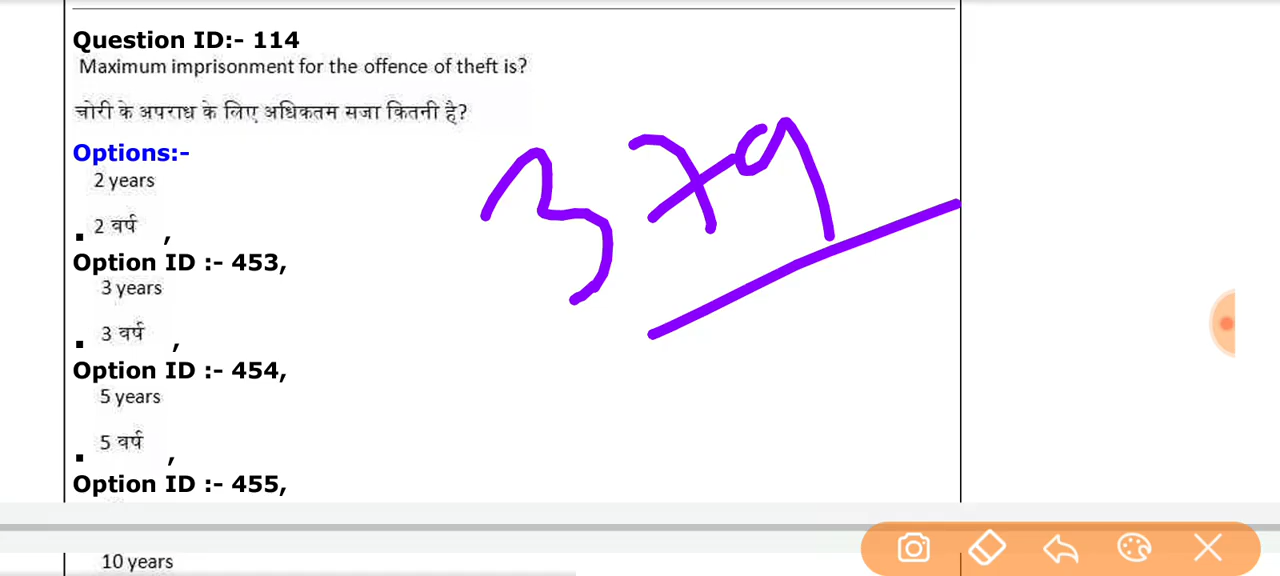 Question ID:- 114
Maximum imprisonment for the offence of theft is?
चोरी के अपराध के लिए अधिकतम सजा कितनी है?
379
Options:-
2 years
2 वर्ष ,
Option ID :- 453,
3 years
3 वर्ष ,
Option ID :- 454,
5 years
5 वर्ष ,
Option ID :- 455,
10 years